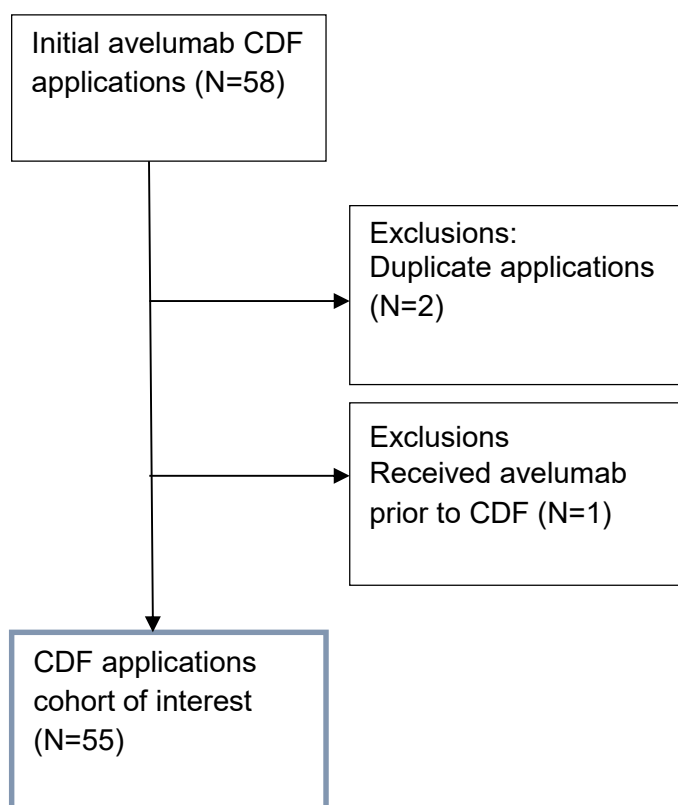 Initial avelumab CDF
applications (N=58)
Exclusions:
Duplicate applications
(N=2)
Exclusions
Received avelumab
prior to CDF (N=1)
CDF applications
cohort of interest
(N=55)